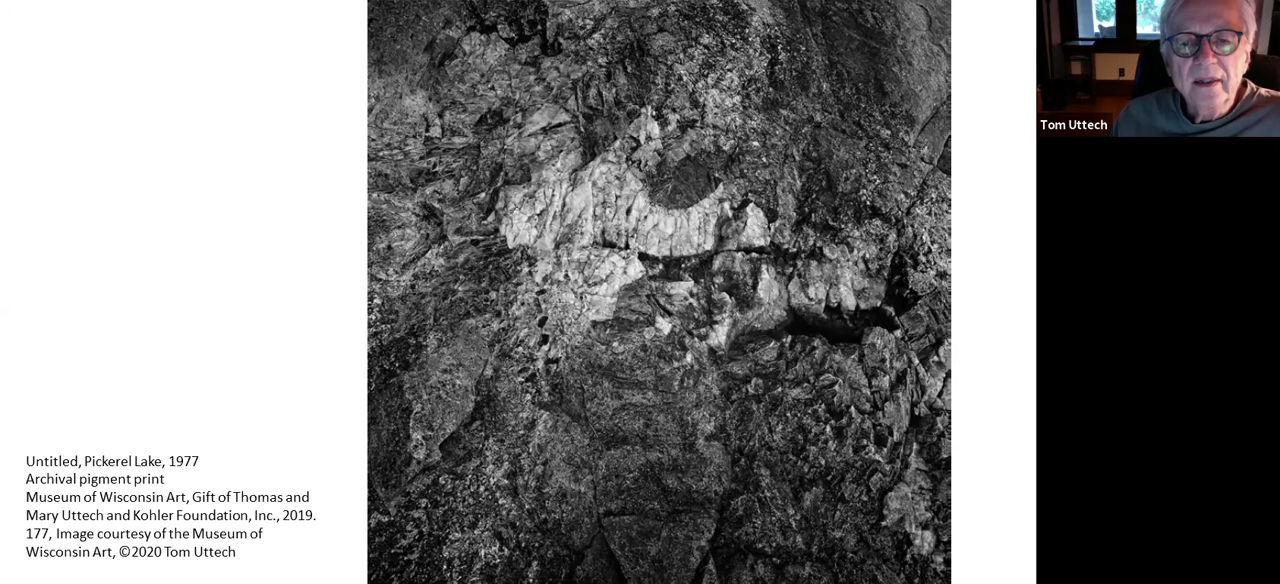 Tom Uttech
Untitled, Pickerel Lake, 1977
Archival pigment print
Museum of Wisconsin Art, Gift of Thomas and
Mary Uttech and Kohler Foundation, Inc., 2019.
177, Image courtesy of the Museum of
Wisconsin Art, ©2020 Tom Uttech